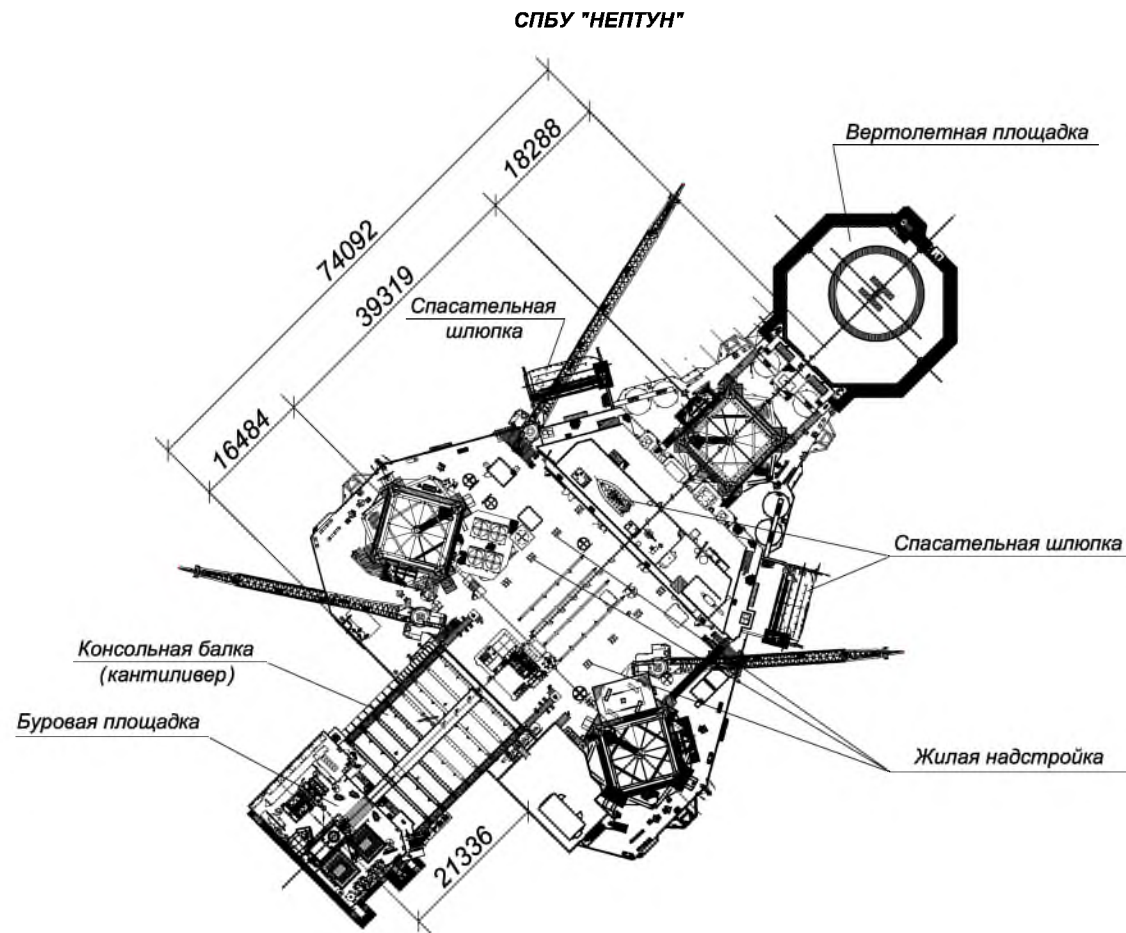 СПБУ "НЕПТУН"
Вертолетная площадка
18288
74092
39319
Спасательная
шлюпка
16484
Спасательная шлюпка
Консольная балка
(кантиливер)
Буровая площадка
Жилая надстройка
21336